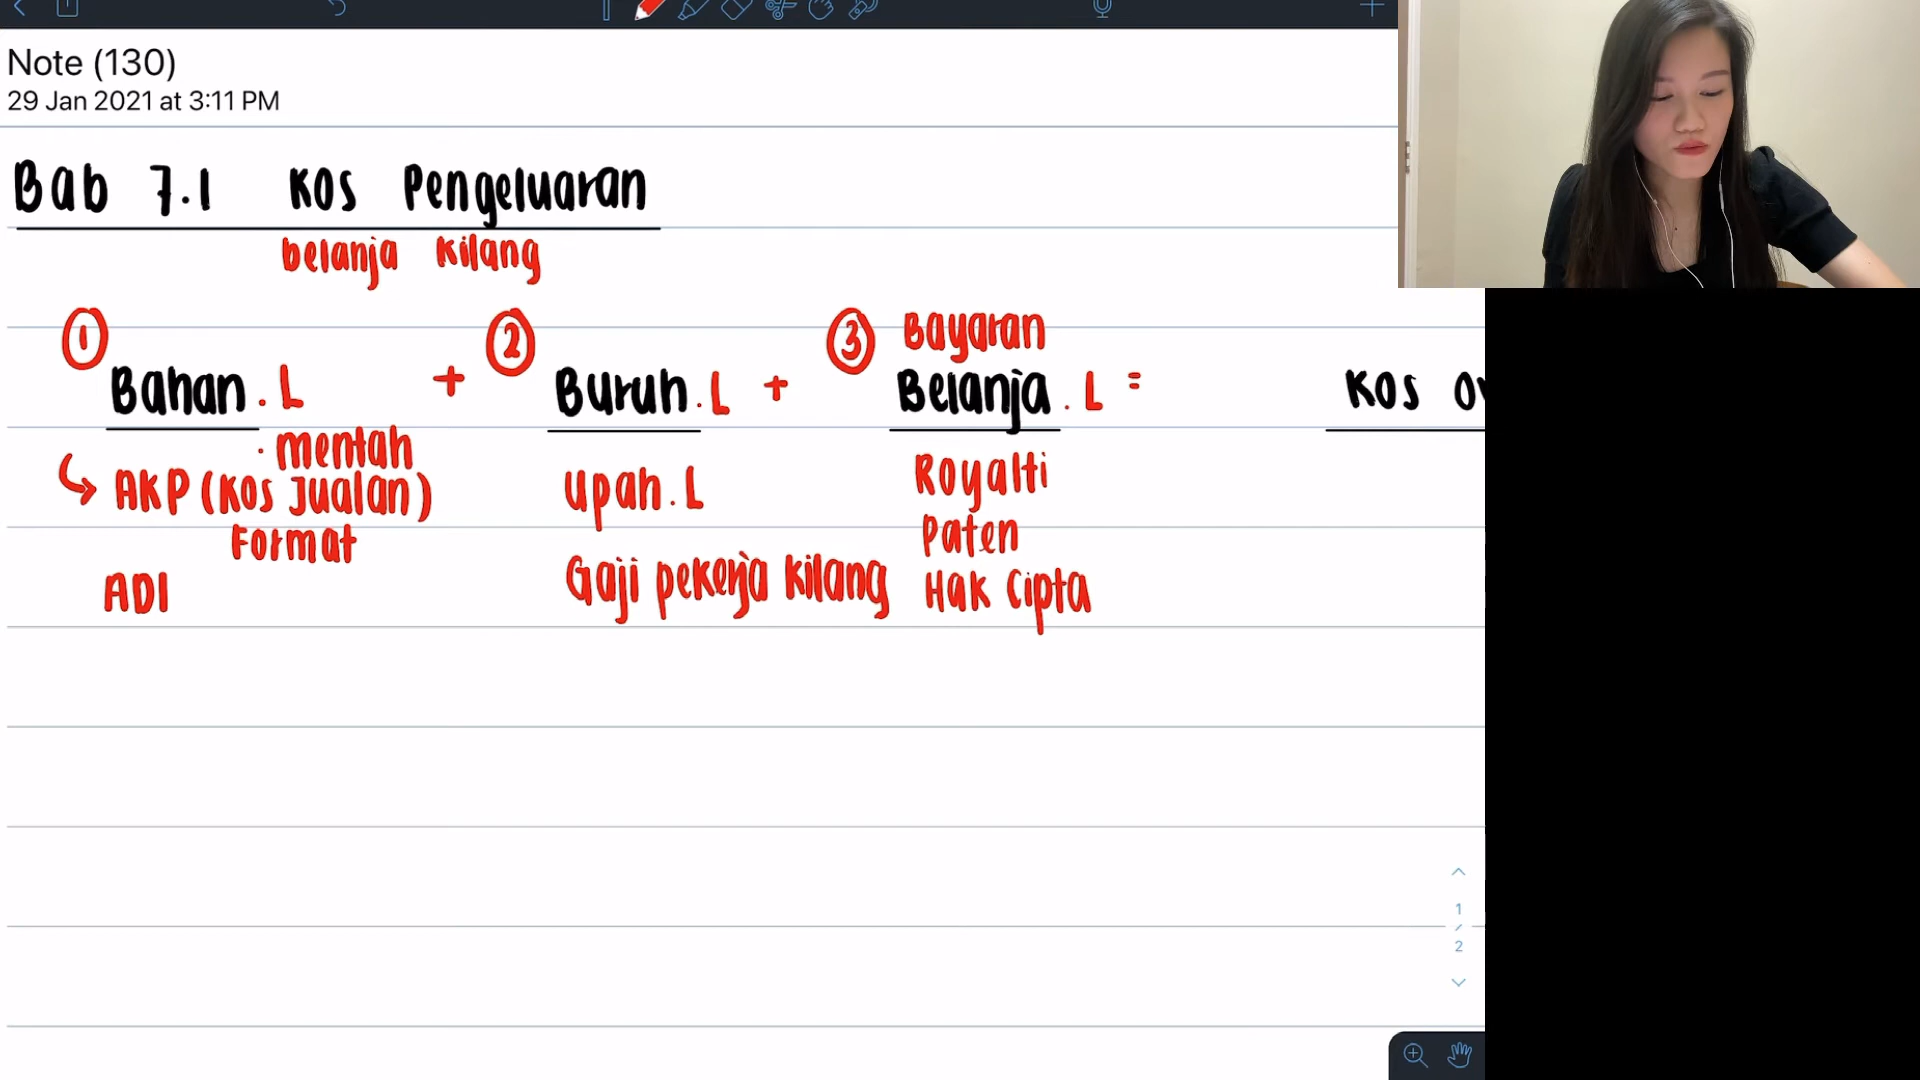 Note (130)
29 Jan 2021 at 3:11 PM
Bab 7.1 Kos Pengeluaran
belanja kilang
① Bahan . L + ② Buruh . L + ③ Bayaran
Belanja . L = Kos
. mentah
AKP (Kos Jualan)
Format
ADI
upah . L
Gaji pekerja kilang
Royalti
Paten
Hak Cipta
1
/
2